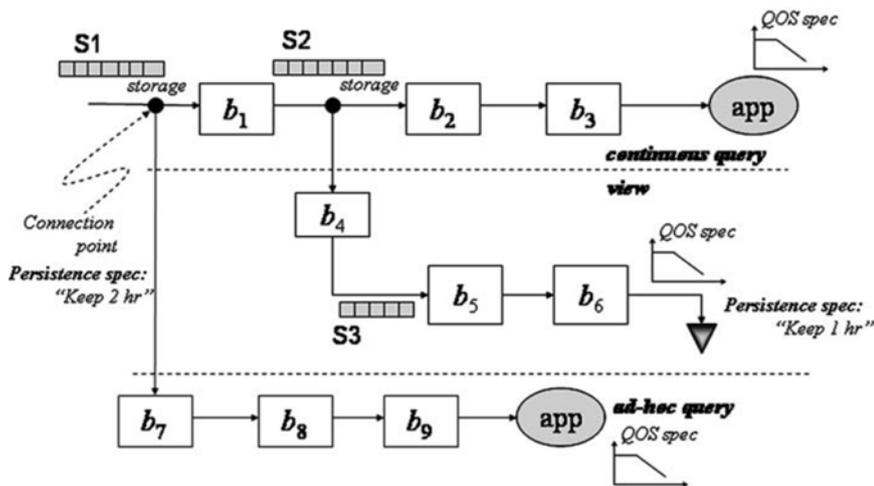 QOS spec
S1
S2
storage
storage
b1
b2
b3
app
continuous query
view
Connection
point
b4
QOS spec
Persistence spec:
"Keep 2 hr"
b5
b6
Persistence spec:
"Keep 1 hr"
S3
b7
b8
b9
app
ad-hoc query
QOS spec